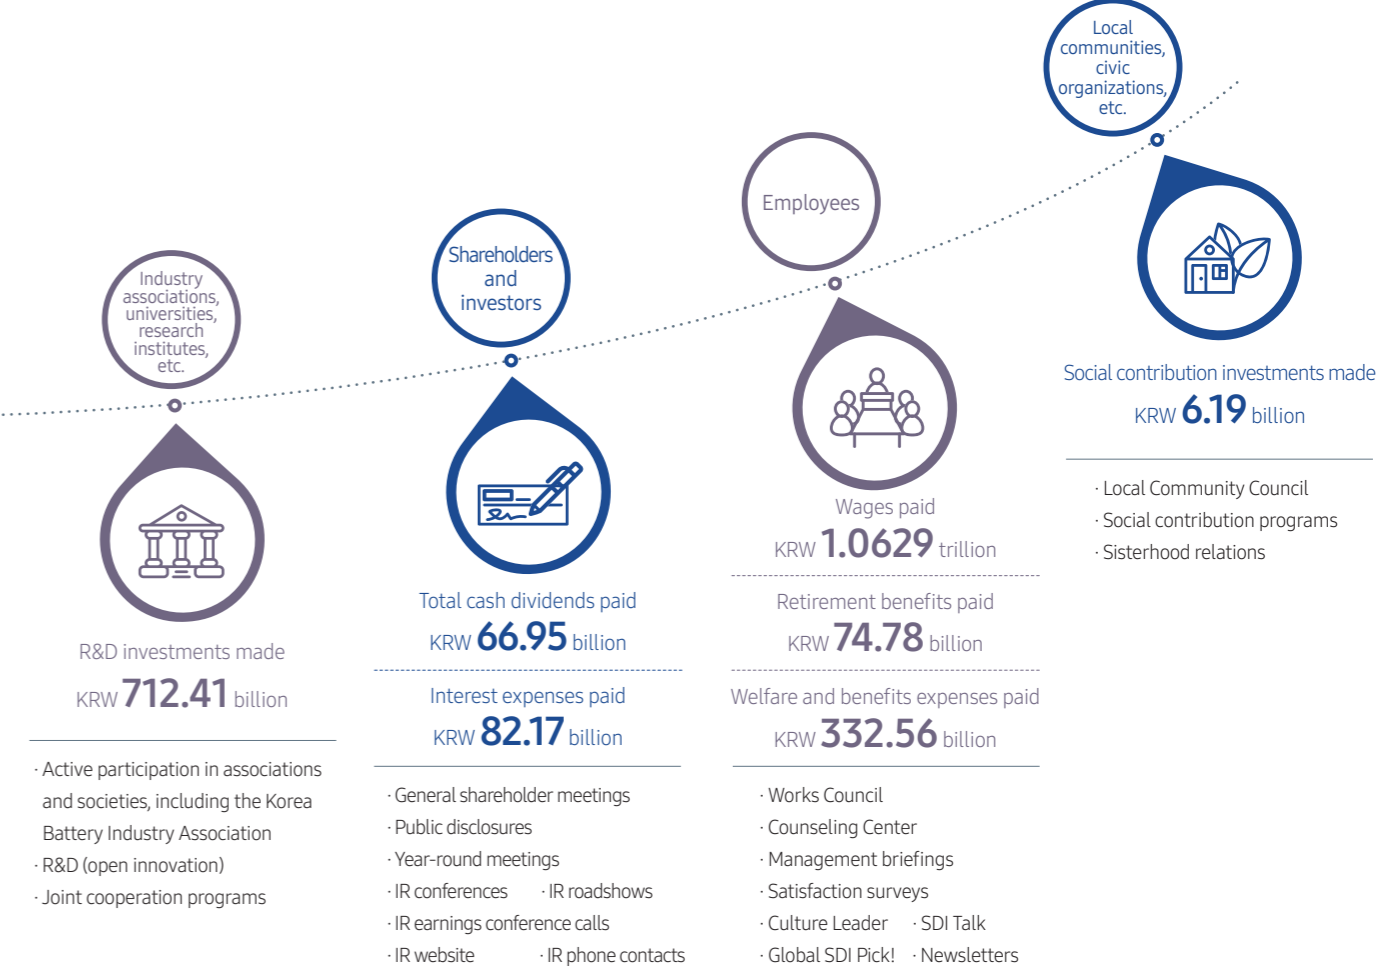 Industry
associations,
universities,
research
institutes,
etc.
R&D investments made
KRW 712.41 billion
· Active participation in associations
and societies, including the Korea
Battery Industry Association
· R&D (open innovation)
· Joint cooperation programs
Shareholders
and
investors
Total cash dividends paid
KRW 66.95 billion
Interest expenses paid
KRW 82.17 billion
· General shareholder meetings
· Public disclosures
· Year-round meetings
· IR conferences · IR roadshows
· IR earnings conference calls
· IR website · IR phone contacts
Employees
Wages paid
KRW 1.0629 trillion
Retirement benefits paid
KRW 74.78 billion
Welfare and benefits expenses paid
KRW 332.56 billion
· Works Council
· Counseling Center
· Management briefings
· Satisfaction surveys
· Culture Leader · SDI Talk
· Global SDI Pick! · Newsletters
Local
communities,
civic
organizations,
etc.
Social contribution investments made
KRW 6.19 billion
· Local Community Council
· Social contribution programs
· Sisterhood relations